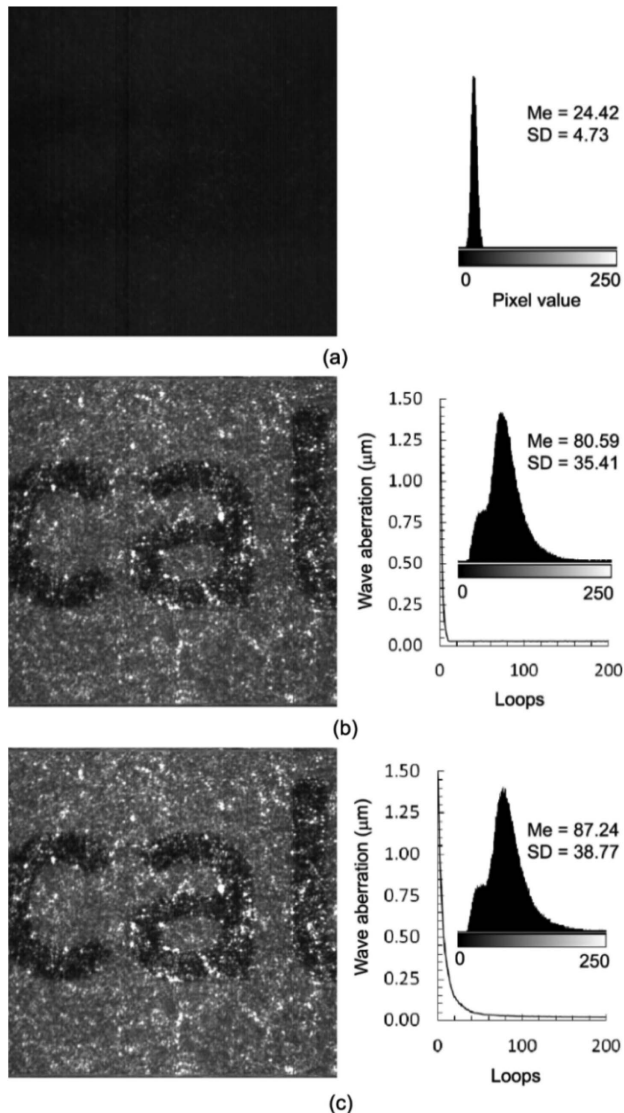 Me = 24.42
SD = 4.73
0 250
Pixel value
(a)
cal
1.50
1.25
1.00
0.75
0.50
0.25
0.00
Wave aberration (μm)
Me = 80.59
SD = 35.41
0 250
0 100 200
Loops
(b)
cal
1.50
1.25
1.00
0.75
0.50
0.25
0.00
Wave aberration (μm)
Me = 87.24
SD = 38.77
0 250
0 100 200
Loops
(c)